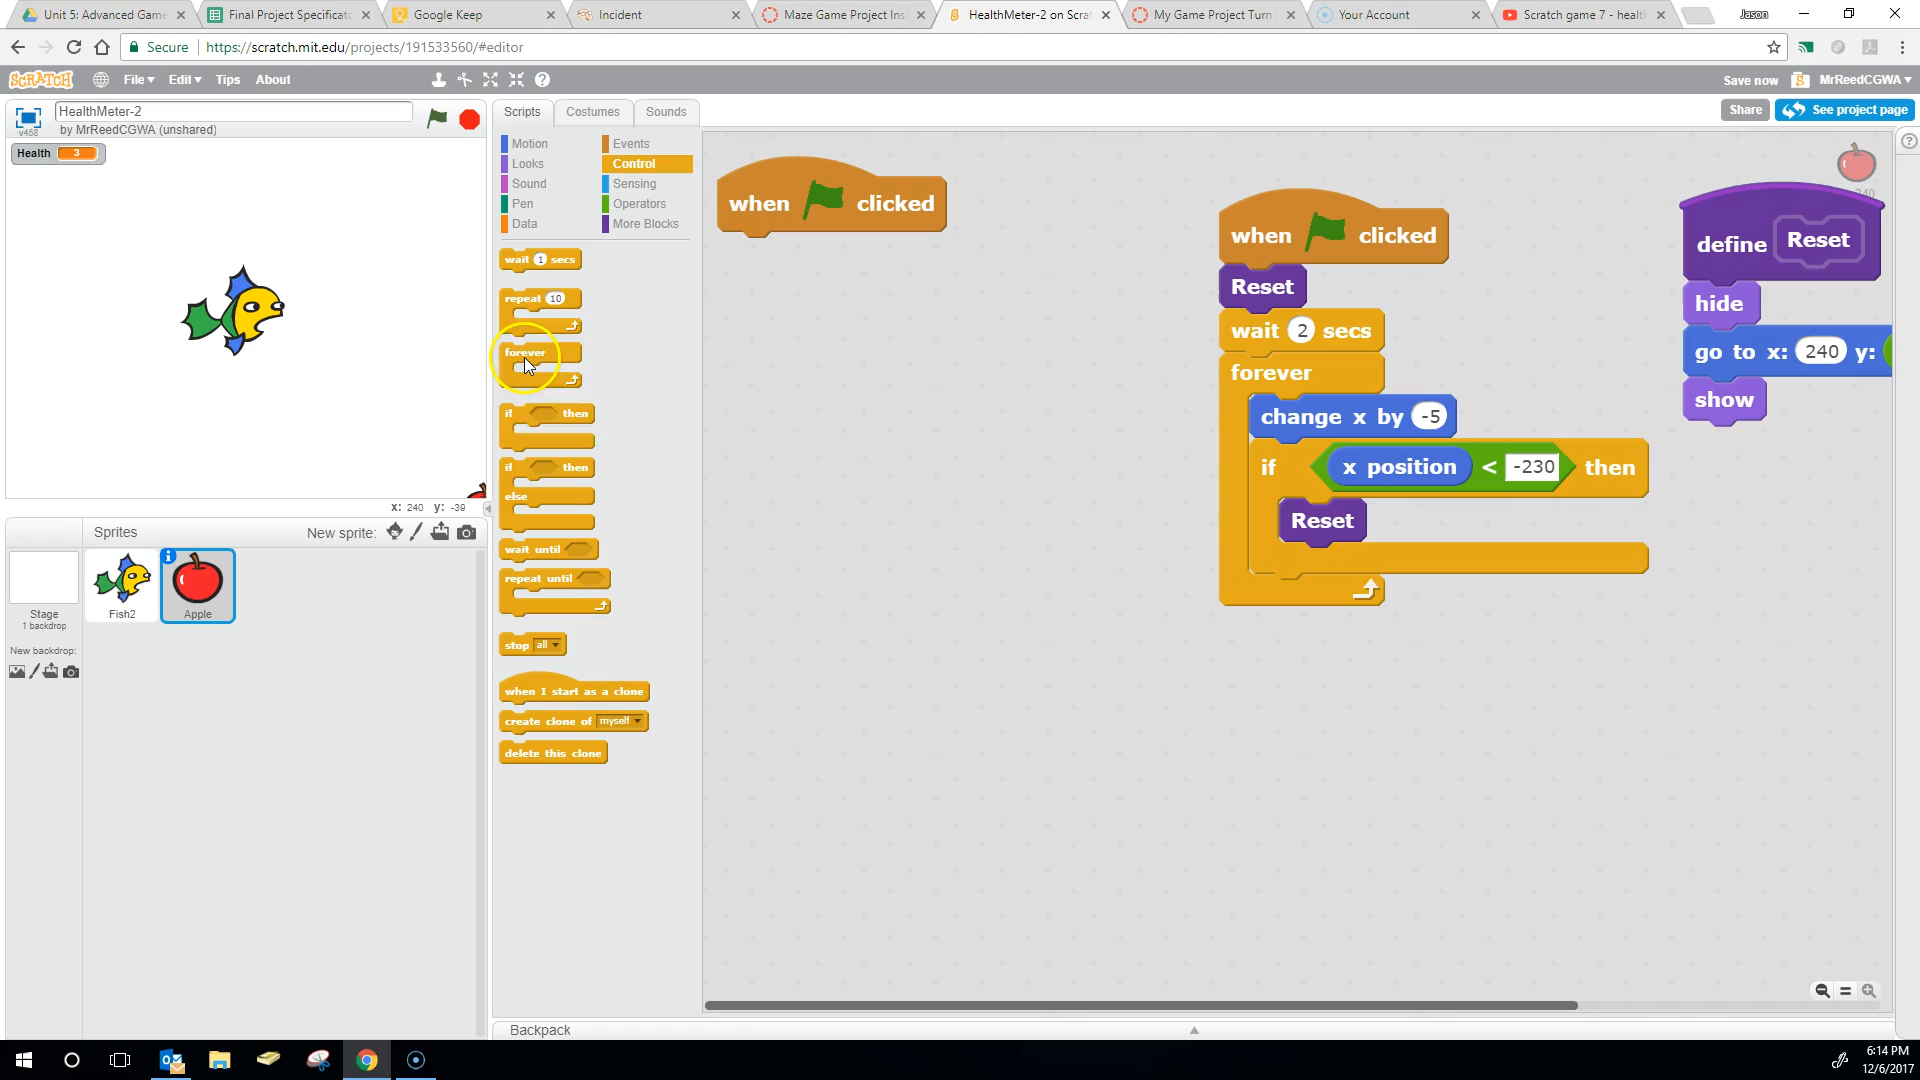 Unit 5: Advanced Game
Final Project Specificat
Google Keep
Incident
Maze Game Project Ins
HealthMeter-2 on Scrat
My Game Project Turn
Your Account
Scratch game 7 - healt
Jason
Secure
https://scratch.mit.edu/projects/191533560/#editor
SCRATCH
File
Edit
Tips
About
Save now
MrReedCGWA
HealthMeter-2
by MrReedCGWA (unshared)
v458
Scripts
Costumes
Sounds
Share
See project page
Health 3
Motion
Looks
Sound
Pen
Data
Events
Control
Sensing
Operators
More Blocks
wait 1 secs
repeat 10
forever
if then
if then
else
wait until
repeat until
stop all
when I start as a clone
create clone of myself
delete this clone
when clicked
when clicked
Reset
wait 2 secs
forever
change x by -5
if x position < -230 then
Reset
define Reset
hide
go to x: 240 y:
show
x: 240 y: -39
Sprites
New sprite:
Stage
1 backdrop
New backdrop:
Fish2
Apple
Backpack
6:14 PM
12/6/2017